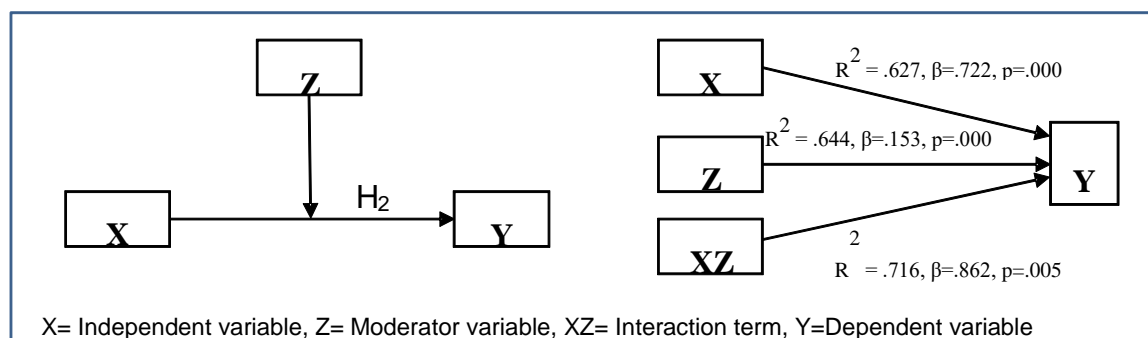 Z
X
H₂
Y
X
R² = .627, β=.722, p=.000
R² = .644, β=.153, p=.000
Z
Y
XZ
R² = .716, β=.862, p=.005
X= Independent variable, Z= Moderator variable, XZ= Interaction term, Y=Dependent variable